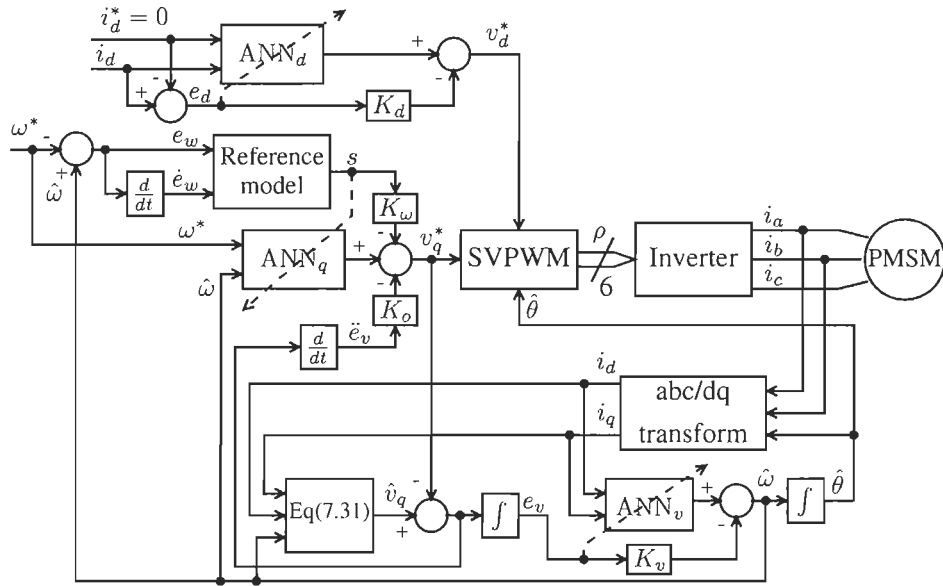 i*_d = 0
v*_d
ANN_d
i_d
-
+
-
+
e_d
K_d
ω*
-
+
ω̂
e_w
Reference
model
s
d/dt
ė_w
K_ω
ω*
ω̂
ANN_q
+
-
-
v*_q
SVPWM
ρ
6
Inverter
i_a
i_b
i_c
PMSM
K_o
θ̂
d/dt
ë_v
i_d
i_q
abc/dq
transform
Eq(7.31)
v̂_q
-
+
∫
e_v
ANN_v
+
-
ω̂
∫
θ̂
K_v